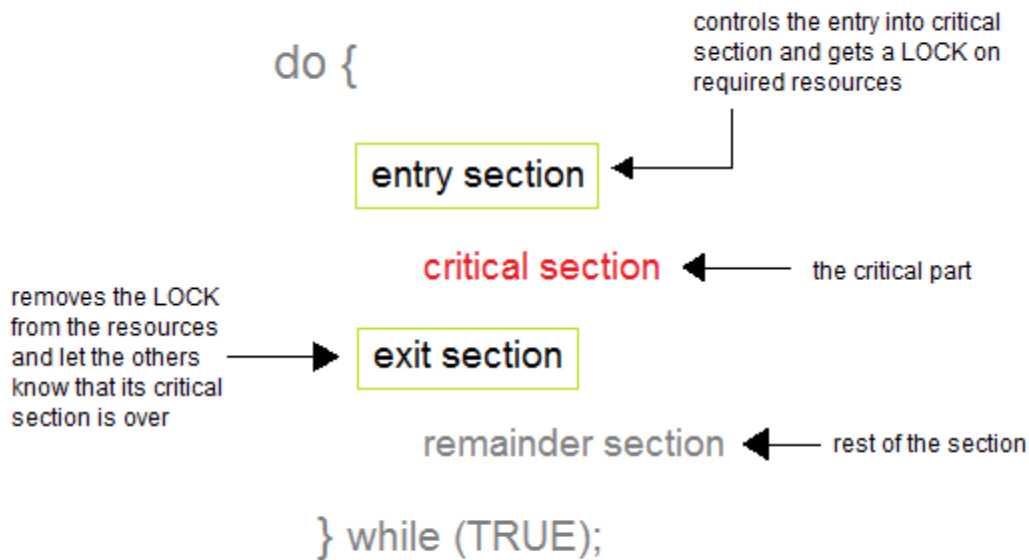 controls the entry into critical
section and gets a LOCK on
required resources
do {
entry section
critical section
the critical part
removes the LOCK
from the resources
and let the others
know that its critical
section is over
exit section
remainder section
rest of the section
} while (TRUE);